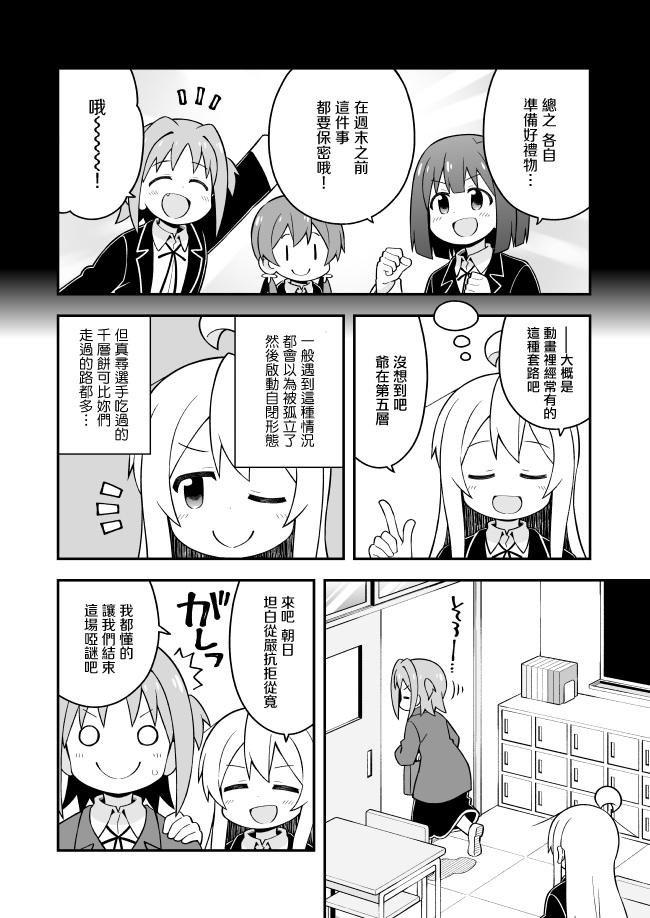 總之 各自
準備好禮物…
在週末之前
這件事
都要保密哦！
哦~~~~~！
——大概是
動畫裡經常有的
這種套路吧
沒想到吧
爺在第五層
一般遇到這種情況
都會以為被孤立了
然後啟動自閉形態
但真尋選手吃過的
千層餅可比妳們
走過的路都多…
そ~…
來吧 朝日
坦白從嚴抗拒從寬
ガしっ
我都懂的
讓我們結束
這場啞謎吧